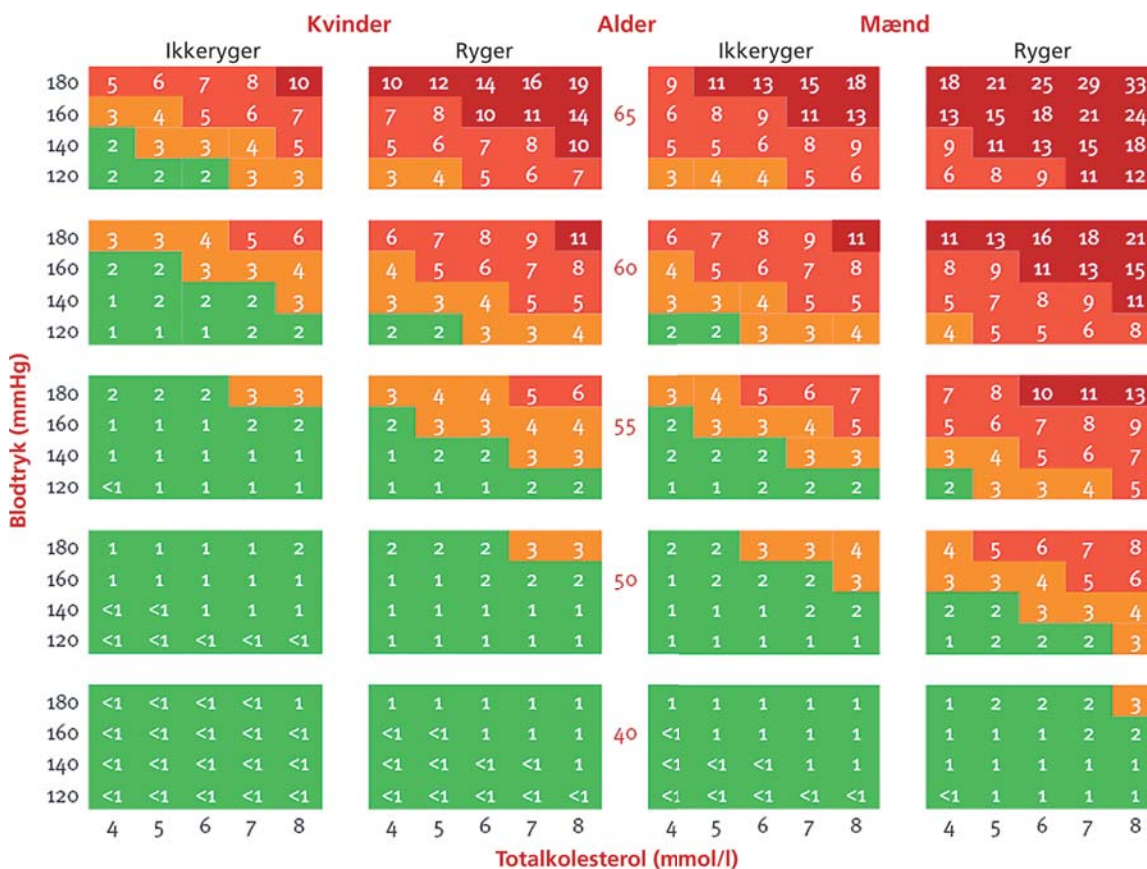 Kvinder Alder Mænd
Ikkeryger Ryger Ikkeryger Ryger
180 5 6 7 8 10 10 12 14 16 19 9 11 13 15 18 18 21 25 29 33
160 3 4 5 6 7 7 8 10 11 14 65 6 8 9 11 13 13 15 18 21 24
140 2 3 3 4 5 5 6 7 8 10 5 5 6 8 9 9 11 13 15 18
120 2 2 2 3 3 3 4 5 6 7 3 4 4 5 6 6 8 9 11 12
180 3 3 4 5 6 6 7 8 9 11 6 7 8 9 11 11 13 16 18 21
160 2 2 3 3 4 4 5 6 7 8 60 4 5 6 7 8 8 9 11 13 15
140 1 2 2 2 3 3 3 4 5 5 3 3 4 5 5 5 7 8 9 11
120 1 1 1 2 2 2 2 3 3 4 2 2 3 3 4 4 5 5 6 8
Blodtryk (mmHg)
180 2 2 2 3 3 3 4 4 5 6 3 4 5 6 7 7 8 10 11 13
160 1 1 1 2 2 2 3 3 4 4 55 2 3 3 4 5 5 6 7 8 9
140 1 1 1 1 1 1 2 2 3 3 2 2 2 3 3 3 4 5 6 7
120 <1 1 1 1 1 1 1 1 2 2 1 1 2 2 2 2 3 3 4 5
180 1 1 1 1 2 2 2 2 3 3 2 2 3 3 4 4 5 6 7 8
160 1 1 1 1 1 1 1 2 2 2 50 1 2 2 2 3 3 3 4 5 6
140 <1 <1 1 1 1 1 1 1 1 2 1 1 1 2 2 2 2 3 3 4
120 <1 <1 <1 <1 <1 1 1 1 1 1 1 1 1 1 1 1 2 2 2 3
180 <1 <1 <1 <1 1 1 1 1 1 1 1 1 1 1 1 1 2 2 2 3
160 <1 <1 <1 <1 <1 <1 <1 1 1 1 40 <1 1 1 1 1 1 1 1 2 2
140 <1 <1 <1 <1 <1 <1 <1 <1 <1 1 <1 <1 <1 1 1 1 1 1 1 1
120 <1 <1 <1 <1 <1 <1 <1 <1 <1 <1 <1 <1 <1 <1 <1 <1 1 1 1 1
4 5 6 7 8 4 5 6 7 8 4 5 6 7 8 4 5 6 7 8
Totalkolesterol (mmol/l)